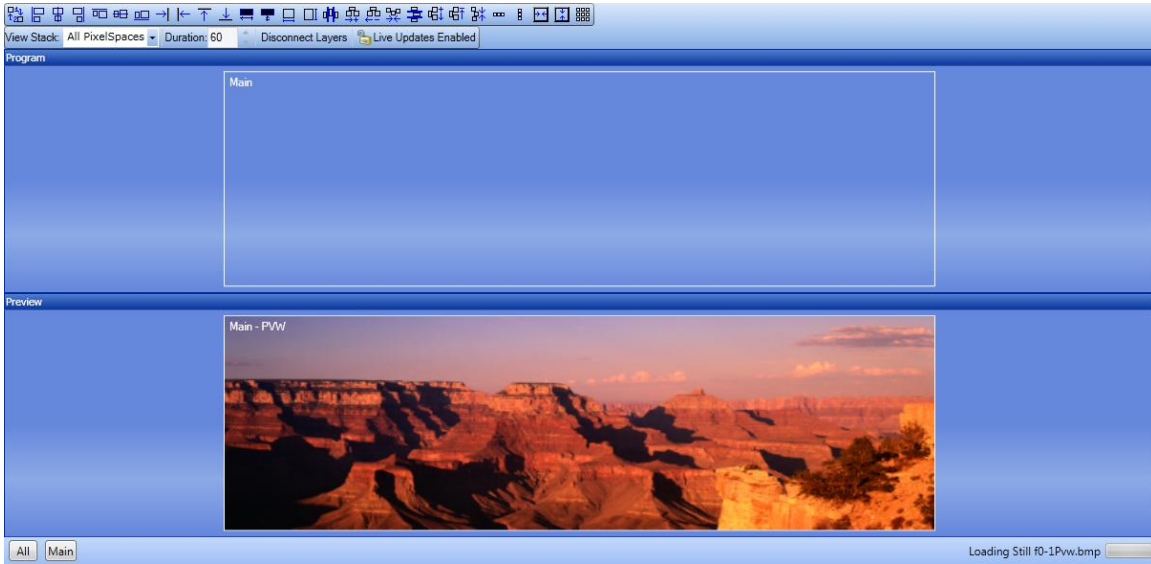 View Stack: All PixelSpaces Duration: 60 Disconnect Layers Live Updates Enabled
Program
Main
Preview
Main - PVW
All Main Loading Still f0-1Pvw.bmp